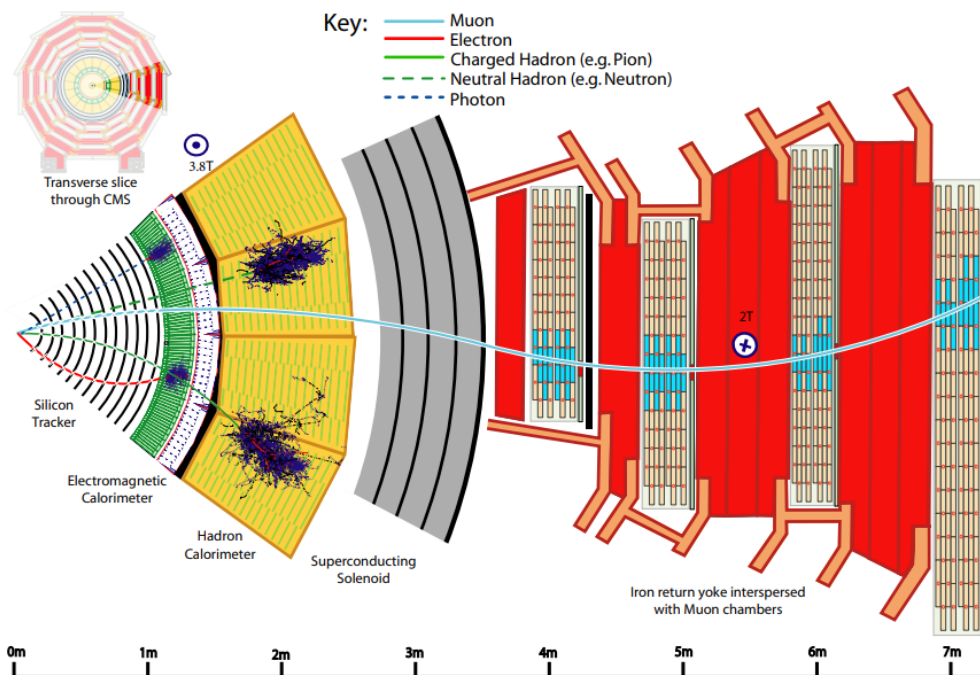 Key:
Muon
Electron
Charged Hadron (e.g. Pion)
Neutral Hadron (e.g. Neutron)
Photon
3.8T
Transverse slice
through CMS
2T
Silicon
Tracker
Electromagnetic
Calorimeter
Hadron
Calorimeter
Superconducting
Solenoid
Iron return yoke interspersed
with Muon chambers
0m 1m 2m 3m 4m 5m 6m 7m